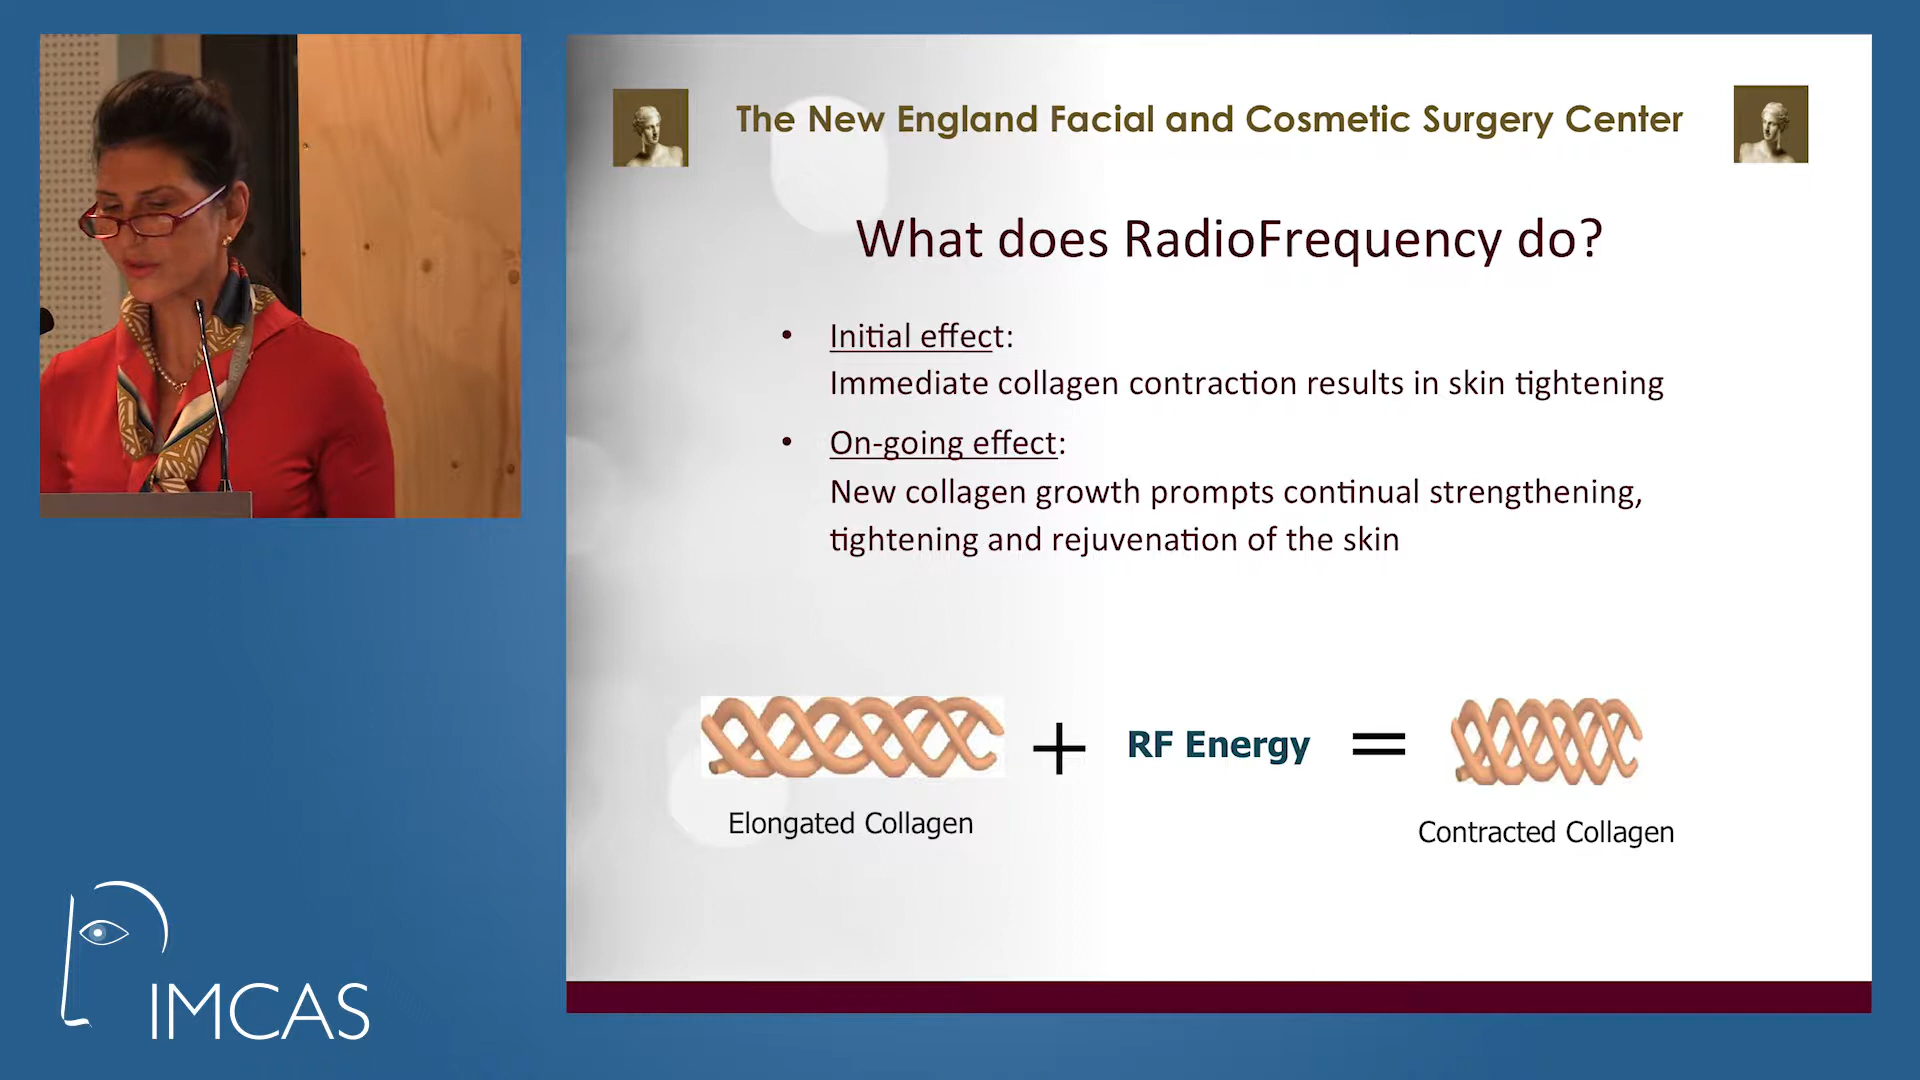 The New England Facial and Cosmetic Surgery Center
What does RadioFrequency do?
• Initial effect:
Immediate collagen contraction results in skin tightening
• On-going effect:
New collagen growth prompts continual strengthening,
tightening and rejuvenation of the skin
+ RF Energy =
Elongated Collagen
Contracted Collagen
IMCAS